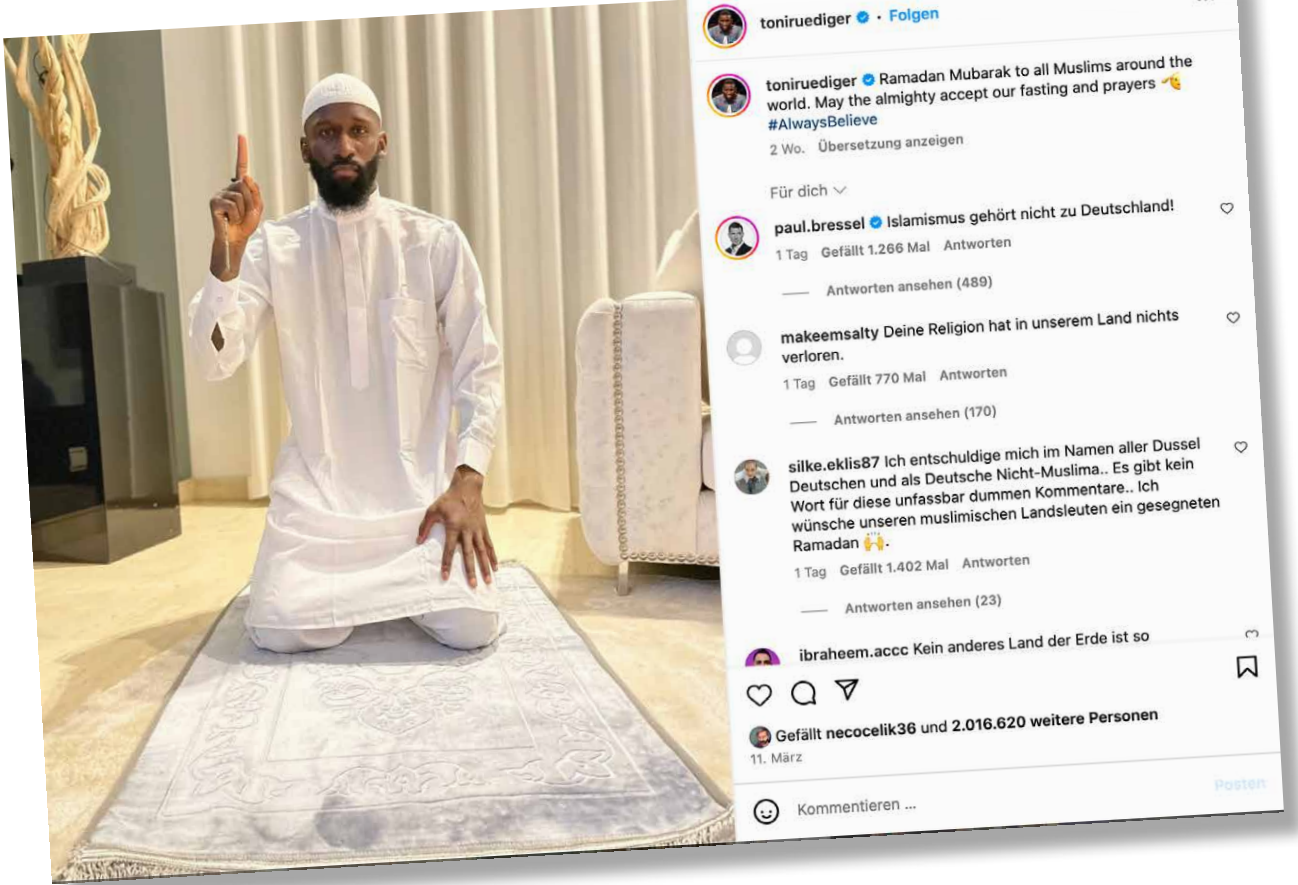 toniruediger • Folgen
toniruediger Ramadan Mubarak to all Muslims around the
world. May the almighty accept our fasting and prayers
#AlwaysBelieve
2 Wo. Übersetzung anzeigen
Für dich
paul.bressel Islamismus gehört nicht zu Deutschland!
1 Tag Gefällt 1.266 Mal Antworten
Antworten ansehen (489)
makeemsalty Deine Religion hat in unserem Land nichts
verloren.
1 Tag Gefällt 770 Mal Antworten
Antworten ansehen (170)
silke.eklis87 Ich entschuldige mich im Namen aller Dussel
Deutschen und als Deutsche Nicht-Muslima.. Es gibt kein
Wort für diese unfassbar dummen Kommentare.. Ich
wünsche unseren muslimischen Landsleuten ein gesegneten
Ramadan 🙌.
1 Tag Gefällt 1.402 Mal Antworten
Antworten ansehen (23)
ibraheem.accc Kein anderes Land der Erde ist so
Gefällt necocelik36 und 2.016.620 weitere Personen
11. März
Kommentieren ...
Posten